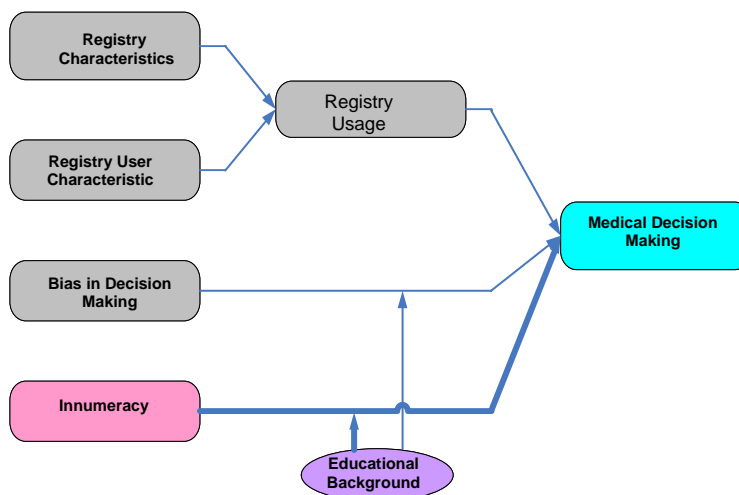 Registry
Characteristics
Registry
Usage
Registry User
Characteristic
Medical Decision
Making
Bias in Decision
Making
Innumeracy
Educational
Background